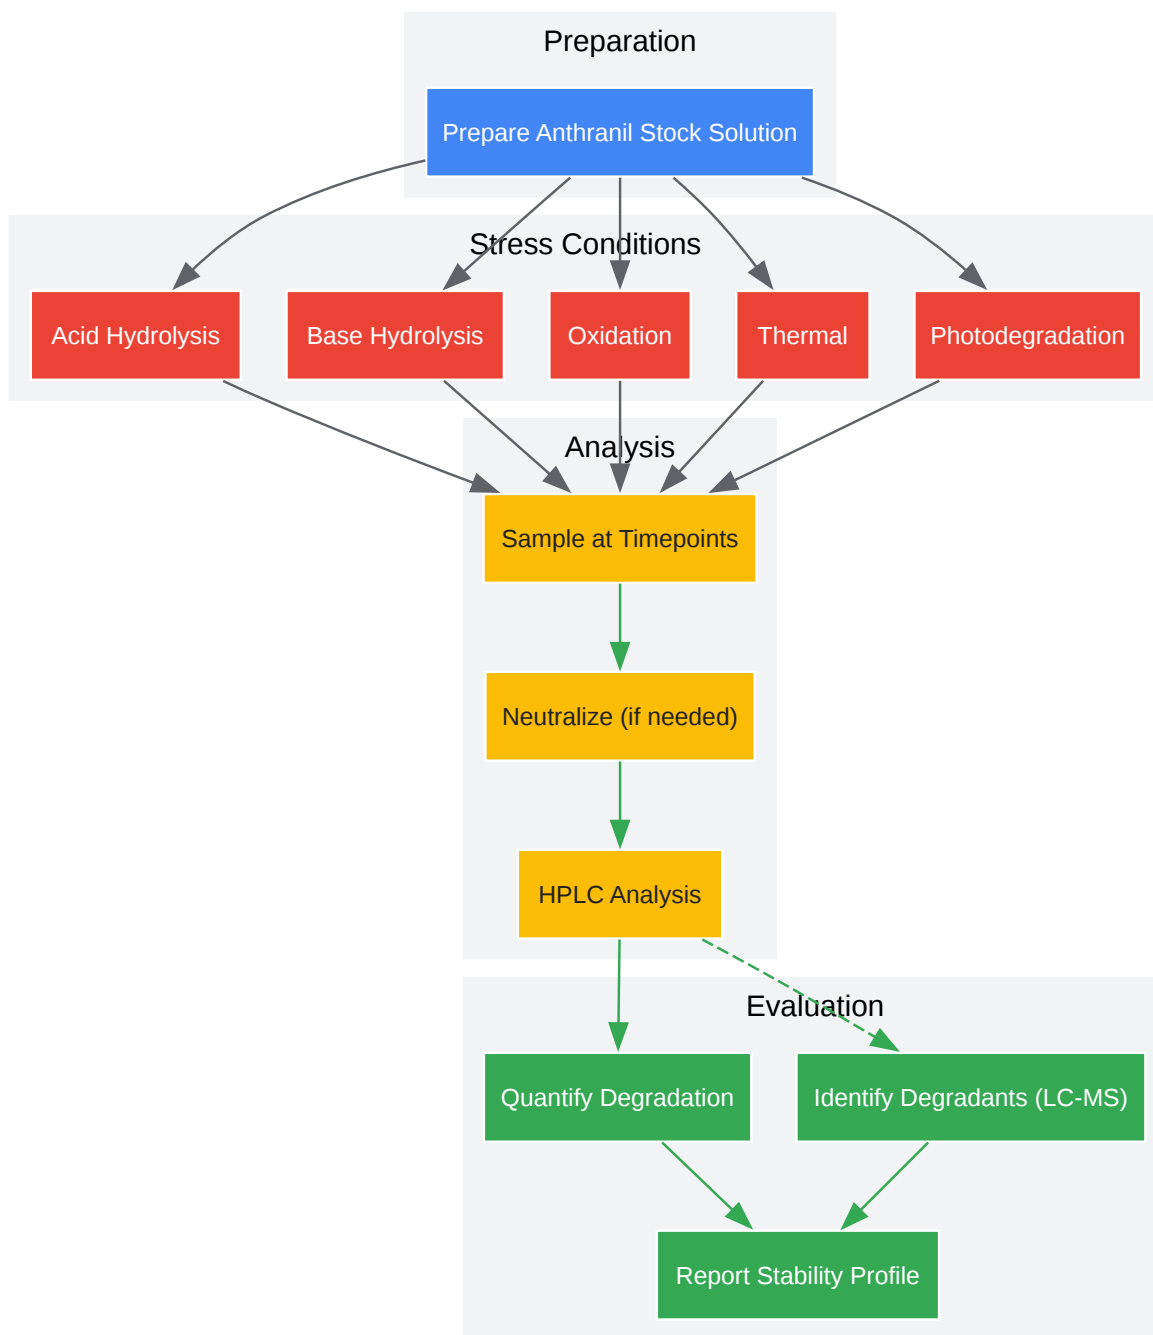 Preparation
Prepare Anthranil Stock Solution
Stress Conditions
Acid Hydrolysis
Base Hydrolysis
Oxidation
Thermal
Photodegradation
Analysis
Sample at Timepoints
Neutralize (if needed)
HPLC Analysis
Evaluation
Quantify Degradation
Identify Degradants (LC-MS)
Report Stability Profile